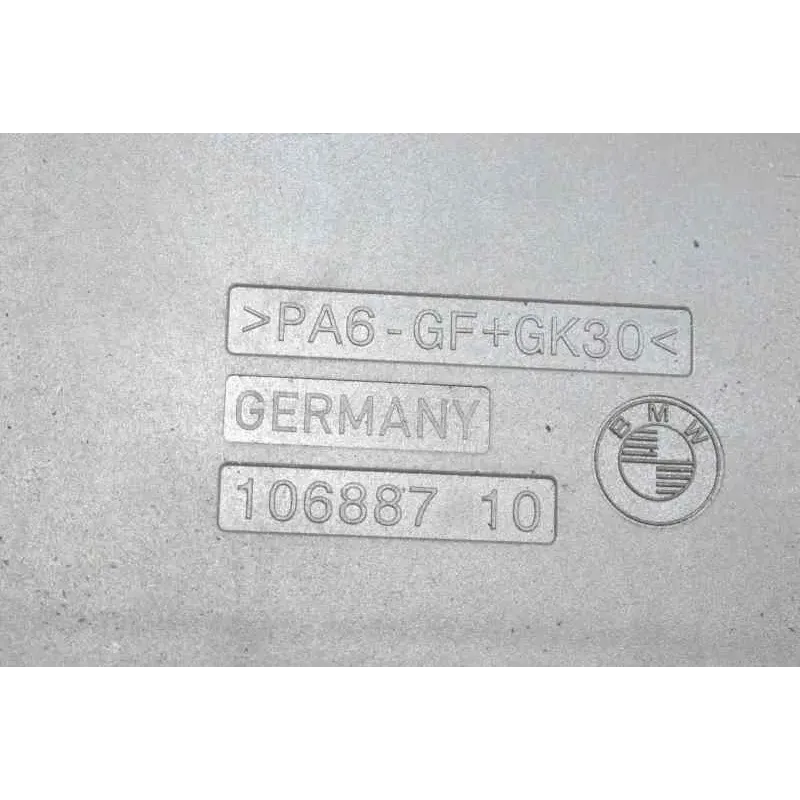 >PA6-GF+GK30<
GERMANY
106887 10
BMW